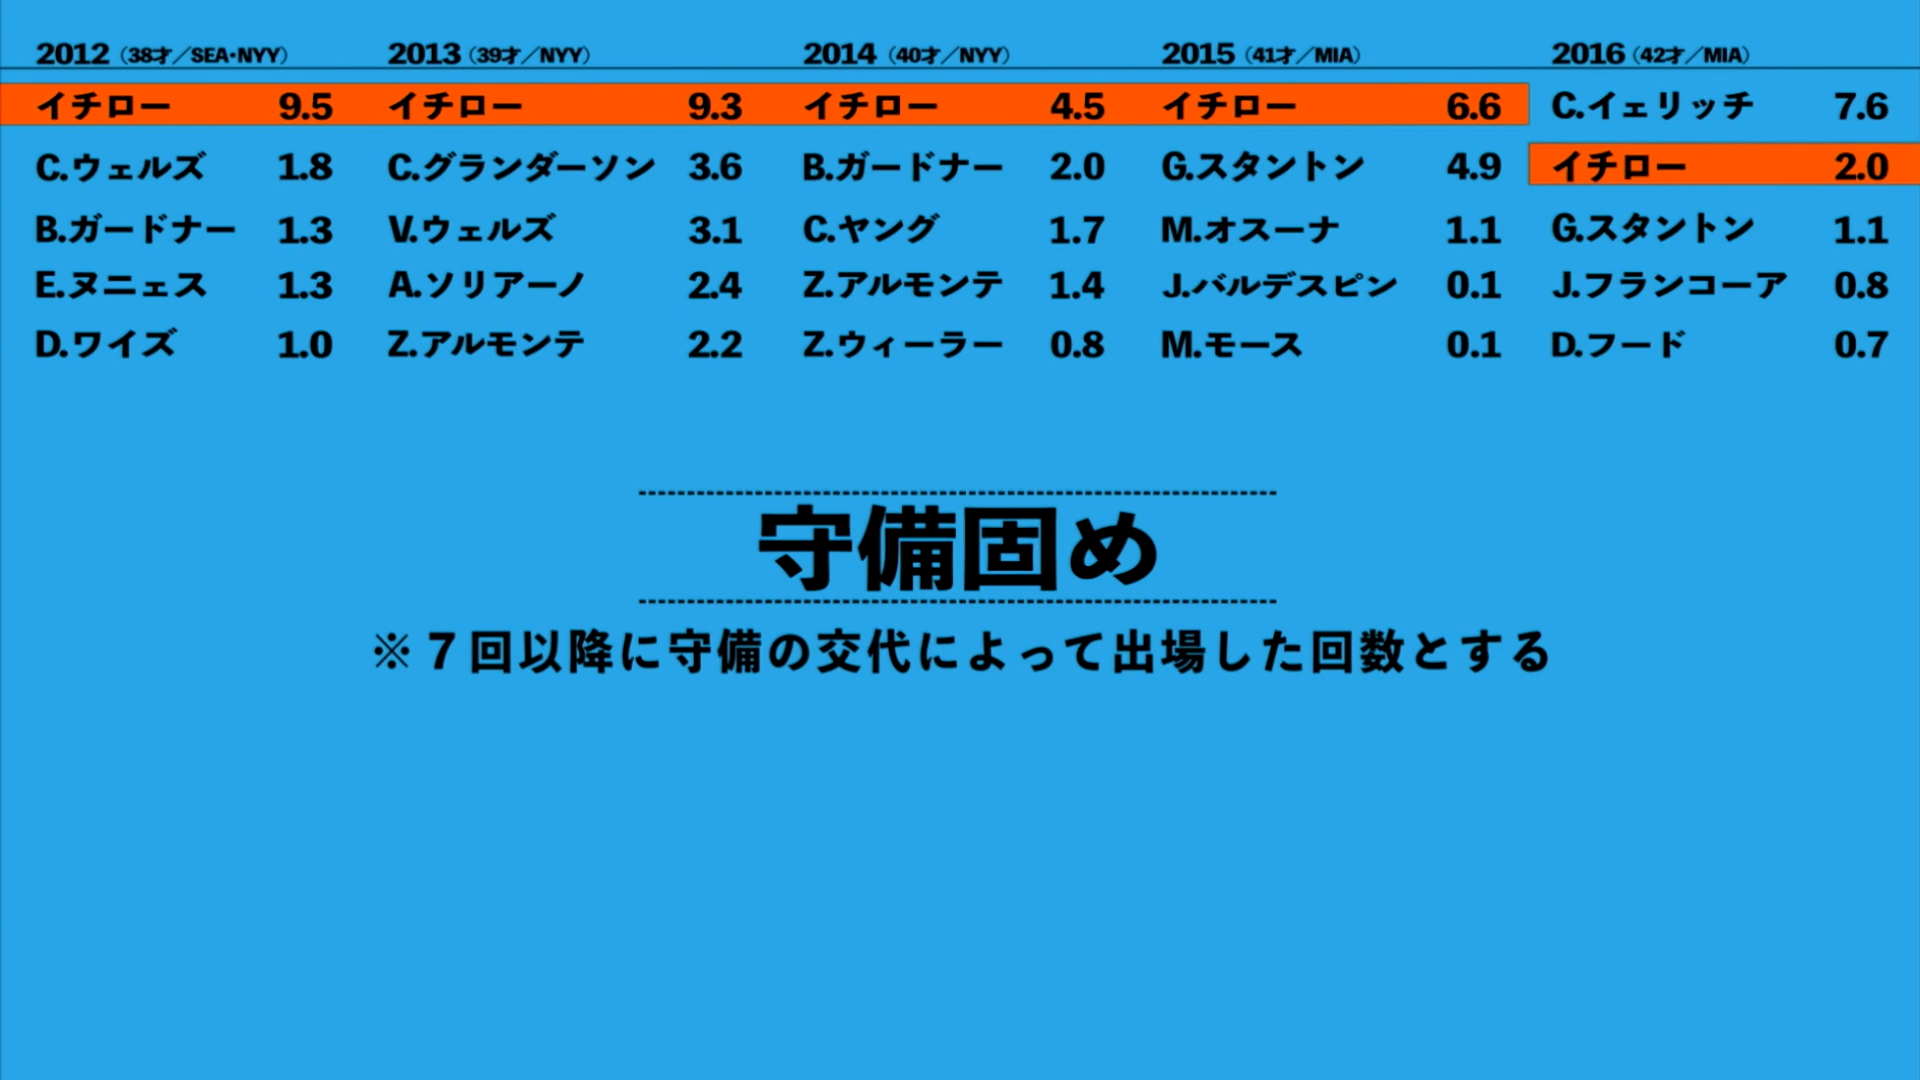 2012（38才／SEA・NYY） 2013（39才／NYY） 2014（40才／NYY） 2015（41才／MIA） 2016（42才／MIA）
イチロー 9.5 イチロー 9.3 イチロー 4.5 イチロー 6.6 C.イェリッチ 7.6
C.ウェルズ 1.8 C.グランダーソン 3.6 B.ガードナー 2.0 G.スタントン 4.9 イチロー 2.0
B.ガードナー 1.3 V.ウェルズ 3.1 C.ヤング 1.7 M.オスーナ 1.1 G.スタントン 1.1
E.ヌニェス 1.3 A.ソリアーノ 2.4 Z.アルモンテ 1.4 J.バルデスピン 0.1 J.フランコーア 0.8
D.ワイズ 1.0 Z.アルモンテ 2.2 Z.ウィーラー 0.8 M.モース 0.1 D.フード 0.7
守備固め
※７回以降に守備の交代によって出場した回数とする